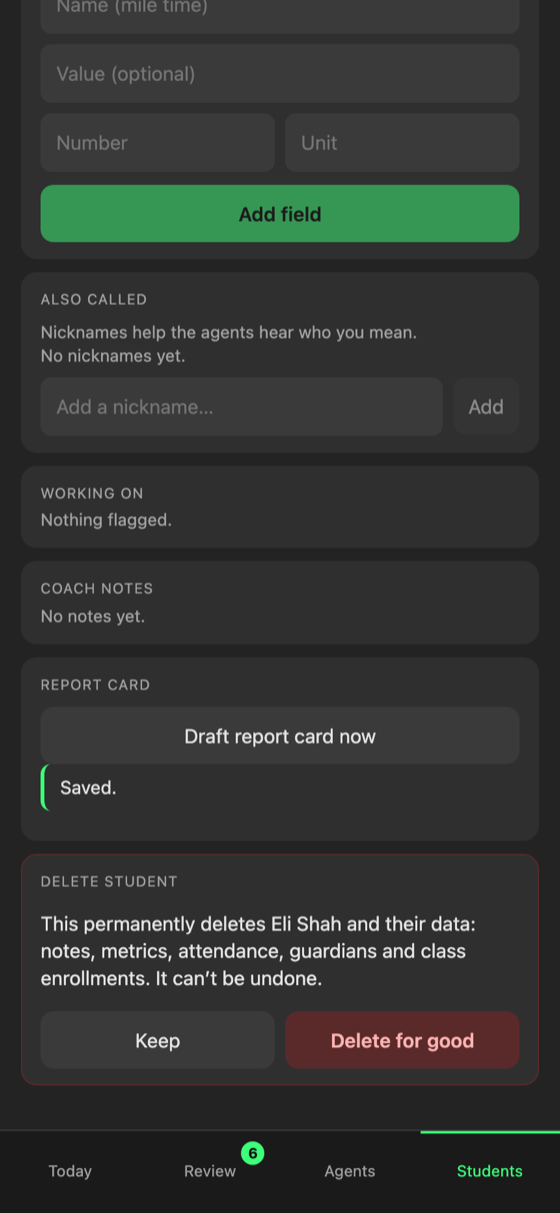 Name (mile time)
Value (optional)
Number
Unit
Add field
ALSO CALLED
Nicknames help the agents hear who you mean.
No nicknames yet.
Add a nickname...
Add
WORKING ON
Nothing flagged.
COACH NOTES
No notes yet.
REPORT CARD
Draft report card now
Saved.
DELETE STUDENT
This permanently deletes Eli Shah and their data:
notes, metrics, attendance, guardians and class
enrollments. It can’t be undone.
Keep
Delete for good
Today
Review
6
Agents
Students